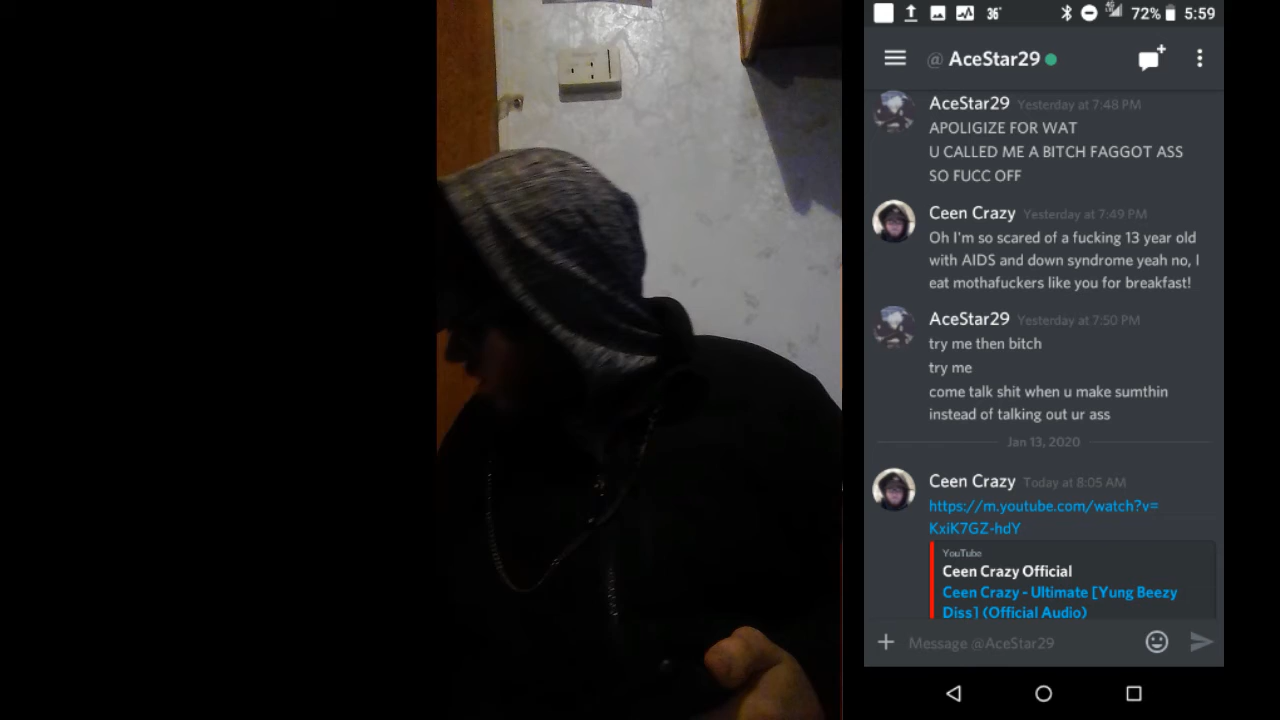 36°
72% 5:59
@ AceStar29
AceStar29 Yesterday at 7:48 PM
APOLIGIZE FOR WAT
U CALLED ME A BITCH FAGGOT ASS
SO FUCC OFF
Ceen Crazy Yesterday at 7:49 PM
Oh I'm so scared of a fucking 13 year old
with AIDS and down syndrome yeah no, I
eat mothafuckers like you for breakfast!
AceStar29 Yesterday at 7:50 PM
try me then bitch
try me
come talk shit when u make sumthin
instead of talking out ur ass
Jan 13, 2020
Ceen Crazy Today at 8:05 AM
https://m.youtube.com/watch?v=
KxiK7GZ-hdY
YouTube
Ceen Crazy Official
Ceen Crazy - Ultimate [Yung Beezy
Diss] (Official Audio)
Message @AceStar29